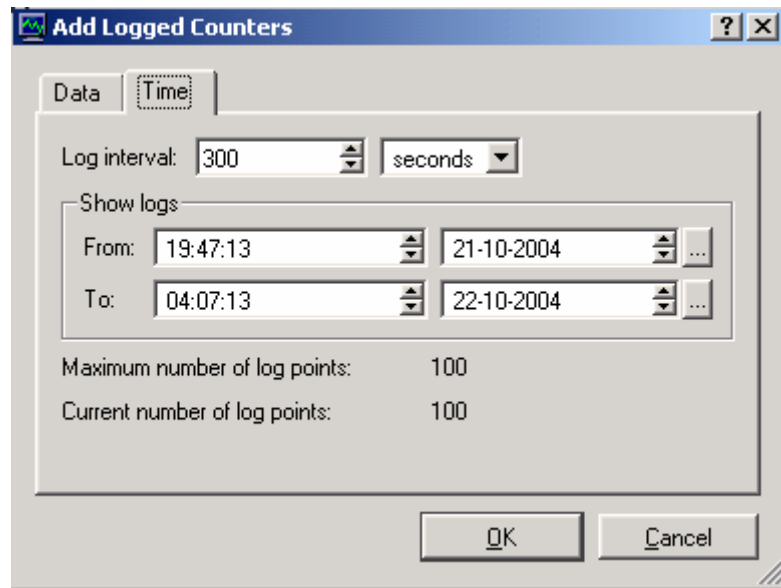 Add Logged Counters
Data Time
Log interval: 300 seconds
Show logs
From: 19:47:13 21-10-2004 ...
To: 04:07:13 22-10-2004 ...
Maximum number of log points: 100
Current number of log points: 100
OK Cancel